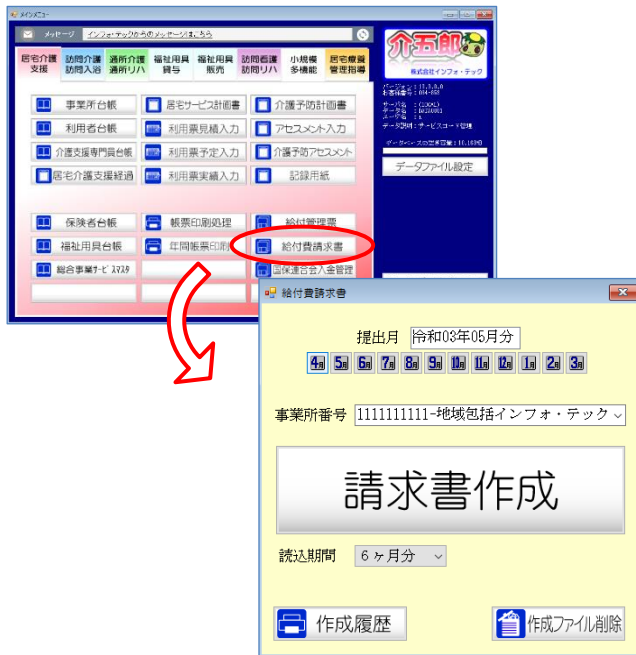 メインメニュー
メッセージ インフォ・テックからのメッセージはこちら
居宅介護支援 訪問介護訪問入浴 通所介護通所リハ 福祉用具貸与 福祉用具販売 訪問看護訪問リハ 小規模多機能 居宅療養管理指導
介五郎
株式会社インフォ・テック
事業所台帳 居宅サービス計画書 介護予防計画書
利用者台帳 利用票見積入力 アセスメント入力
介護支援専門員台帳 利用票予定入力 介護予防アセスメント
居宅介護支援経過 利用票実績入力 記録用紙
データファイル設定
保険者台帳 帳票印刷処理 給付管理票
福祉用具台帳 年間帳票印刷 給付費請求書
総合事業サービスマスタ 国保連合会入金管理
給付費請求書
提出月 令和03年05月分
4月 5月 6月 7月 8月 9月 10月 11月 12月 1月 2月 3月
事業所番号 1111111111-地域包括インフォ・テック
請求書作成
読込期間 6ヶ月分
作成履歴 作成ファイル削除